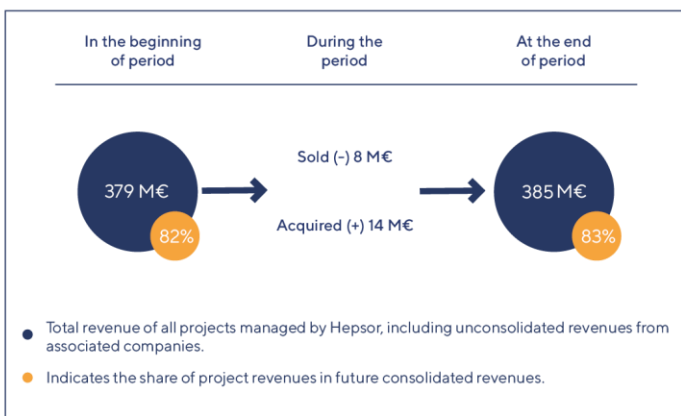 In the beginning
of period
During the
period
At the end
of period
379 M€
82%
Sold (-) 8 M€
Acquired (+) 14 M€
385 M€
83%
Total revenue of all projects managed by Hepsor, including unconsolidated revenues from
associated companies.
Indicates the share of project revenues in future consolidated revenues.